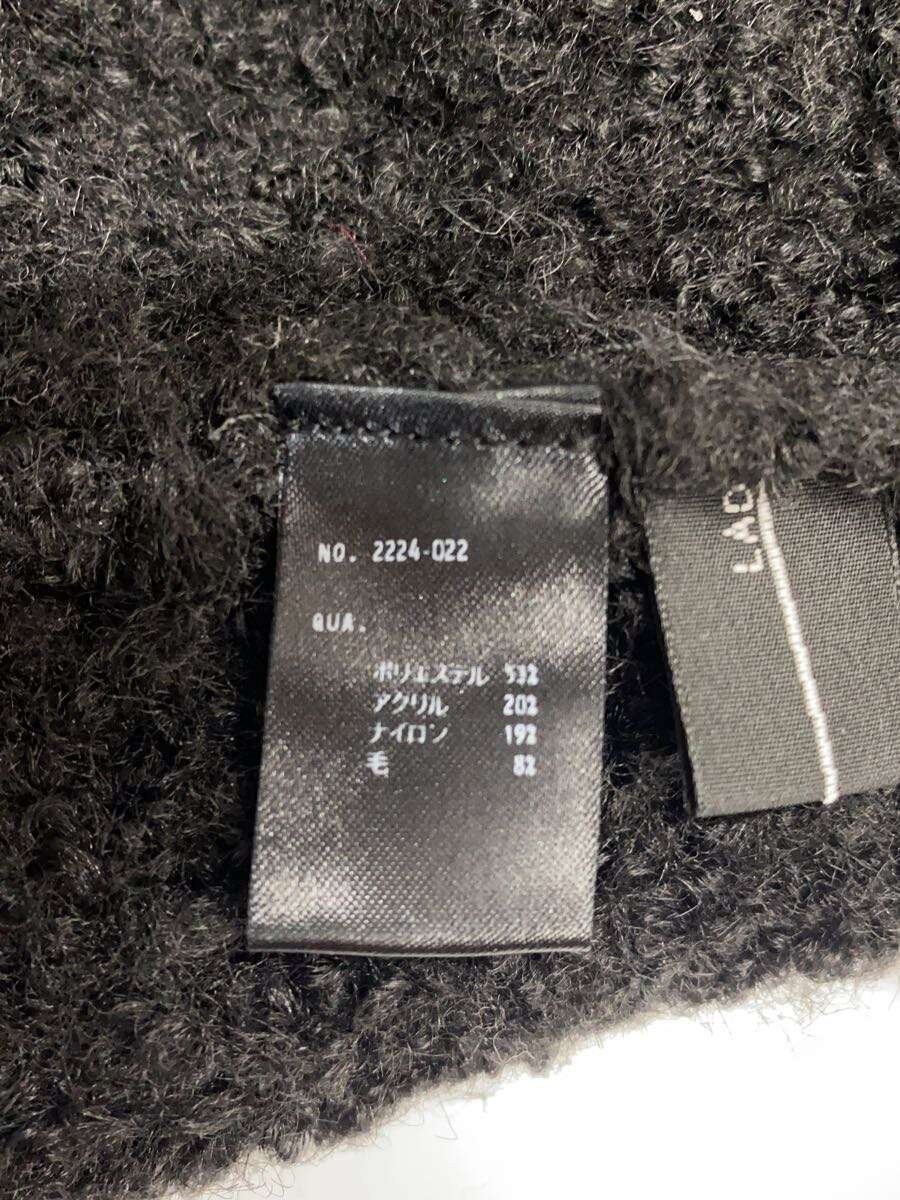 NO. 2224-022
QUA.
ポリエステル 53%
アクリル 20%
ナイロン 19%
毛 8%
LAD